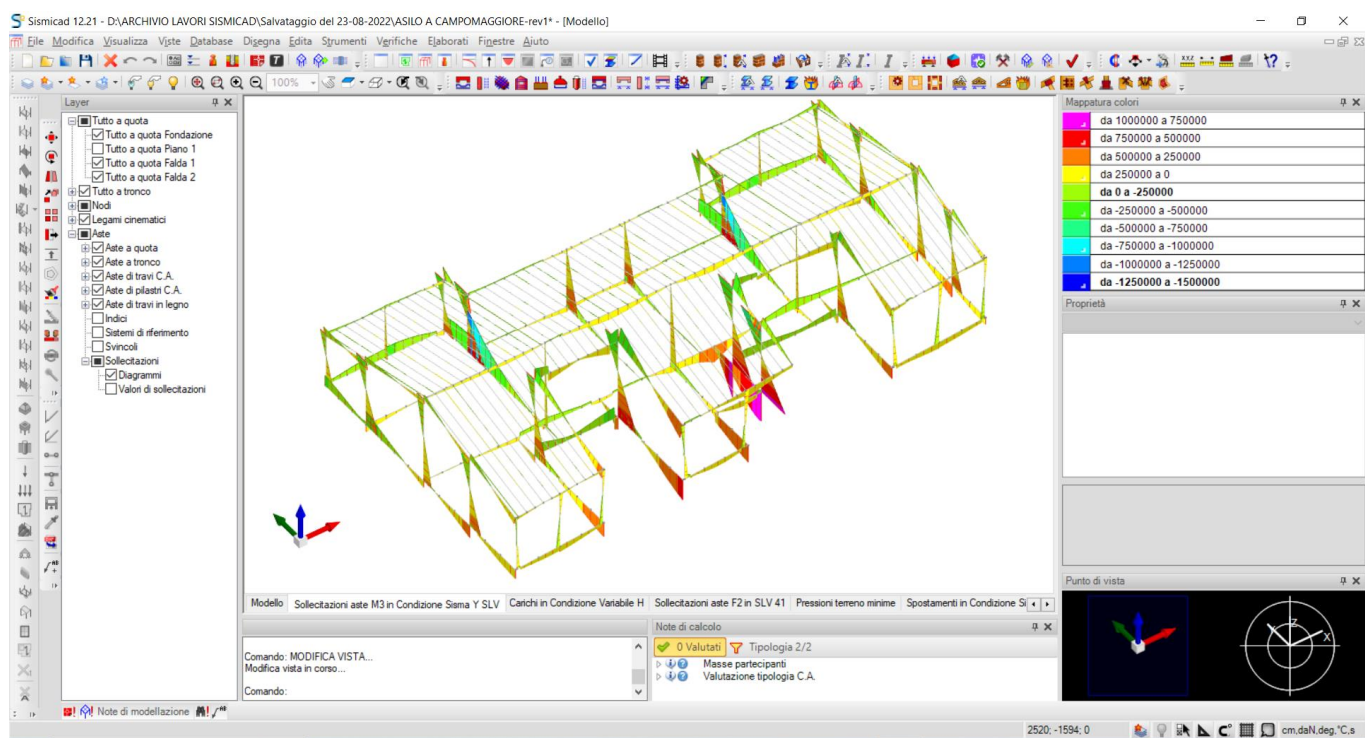 Sismicad 12.21 - D:\ARCHIVIO LAVORI SISMICAD\Salvataggio del 23-08-2022\ASILO A CAMPOMAGGIORE-rev1* - [Modello]
File Modifica Visualizza Viste Database Disegna Edita Strumenti Verifiche Elaborati Finestre Aiuto
100%
Layer
Tutto a quota
Tutto a quota Fondazione
Tutto a quota Piano 1
Tutto a quota Falda 1
Tutto a quota Falda 2
Tutto a tronco
Nodi
Legami cinematici
Aste
Aste a quota
Aste a tronco
Aste di travi C.A.
Aste di pilastri C.A.
Aste di travi in legno
Indici
Sistemi di riferimento
Svincoli
Sollecitazioni
Diagrammi
Valori di sollecitazioni
Mappatura colori
da 1000000 a 750000
da 750000 a 500000
da 500000 a 250000
da 250000 a 0
da 0 a -250000
da -250000 a -500000
da -500000 a -750000
da -750000 a -1000000
da -1000000 a -1250000
da -1250000 a -1500000
Proprietà
Punto di vista
Z
X
Modello Sollecitazioni aste M3 in Condizione Sisma Y SLV Carichi in Condizione Variabile H Sollecitazioni aste F2 in SLV 41 Pressioni terreno minime Spostamenti in Condizione Si
Comando: MODIFICA VISTA...
Modifica vista in corso...
Comando:
Note di calcolo
0 Valutati Tipologia 2/2
Masse partecipanti
Valutazione tipologia C.A.
Note di modellazione
2520; -1594; 0
cm,daN,deg,°C,s